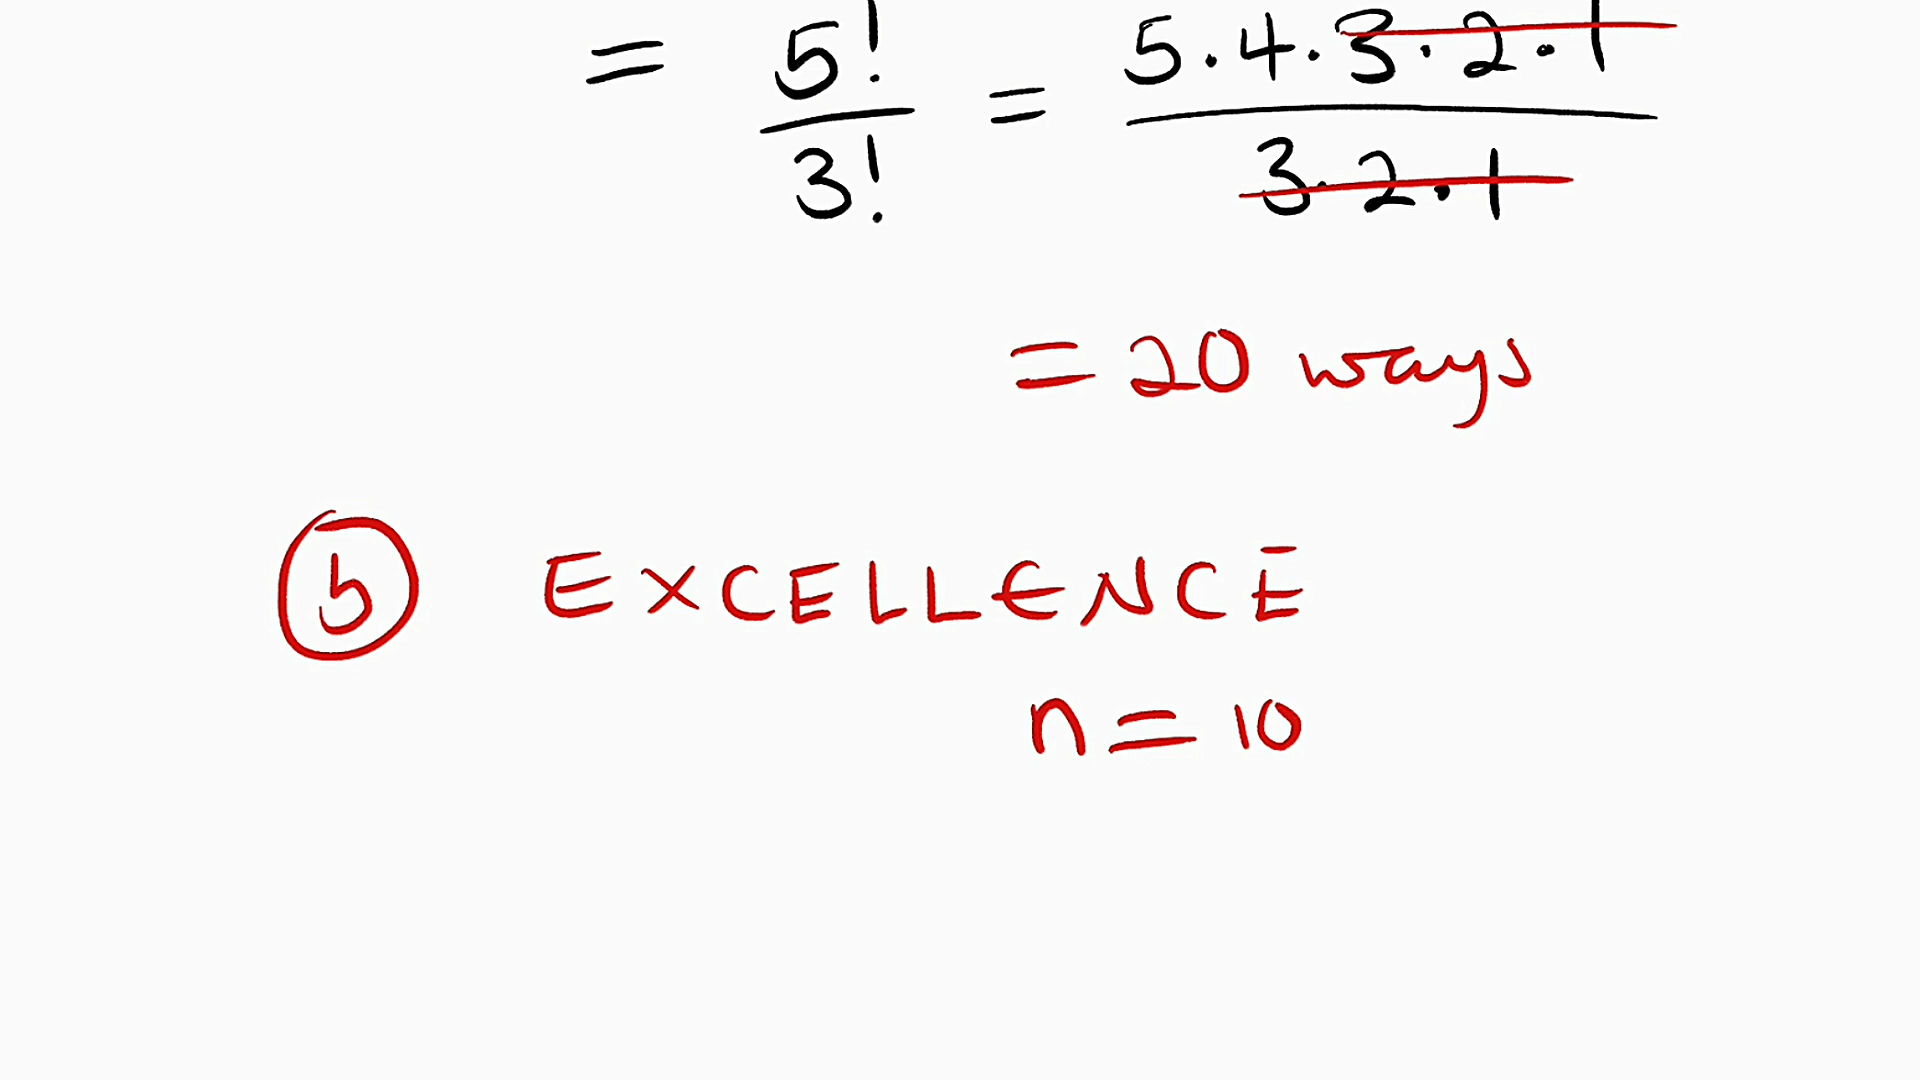 = 5!/3! = 5·4·3·2·1/3·2·1
= 20 ways
b EXCELLENCE
n = 10